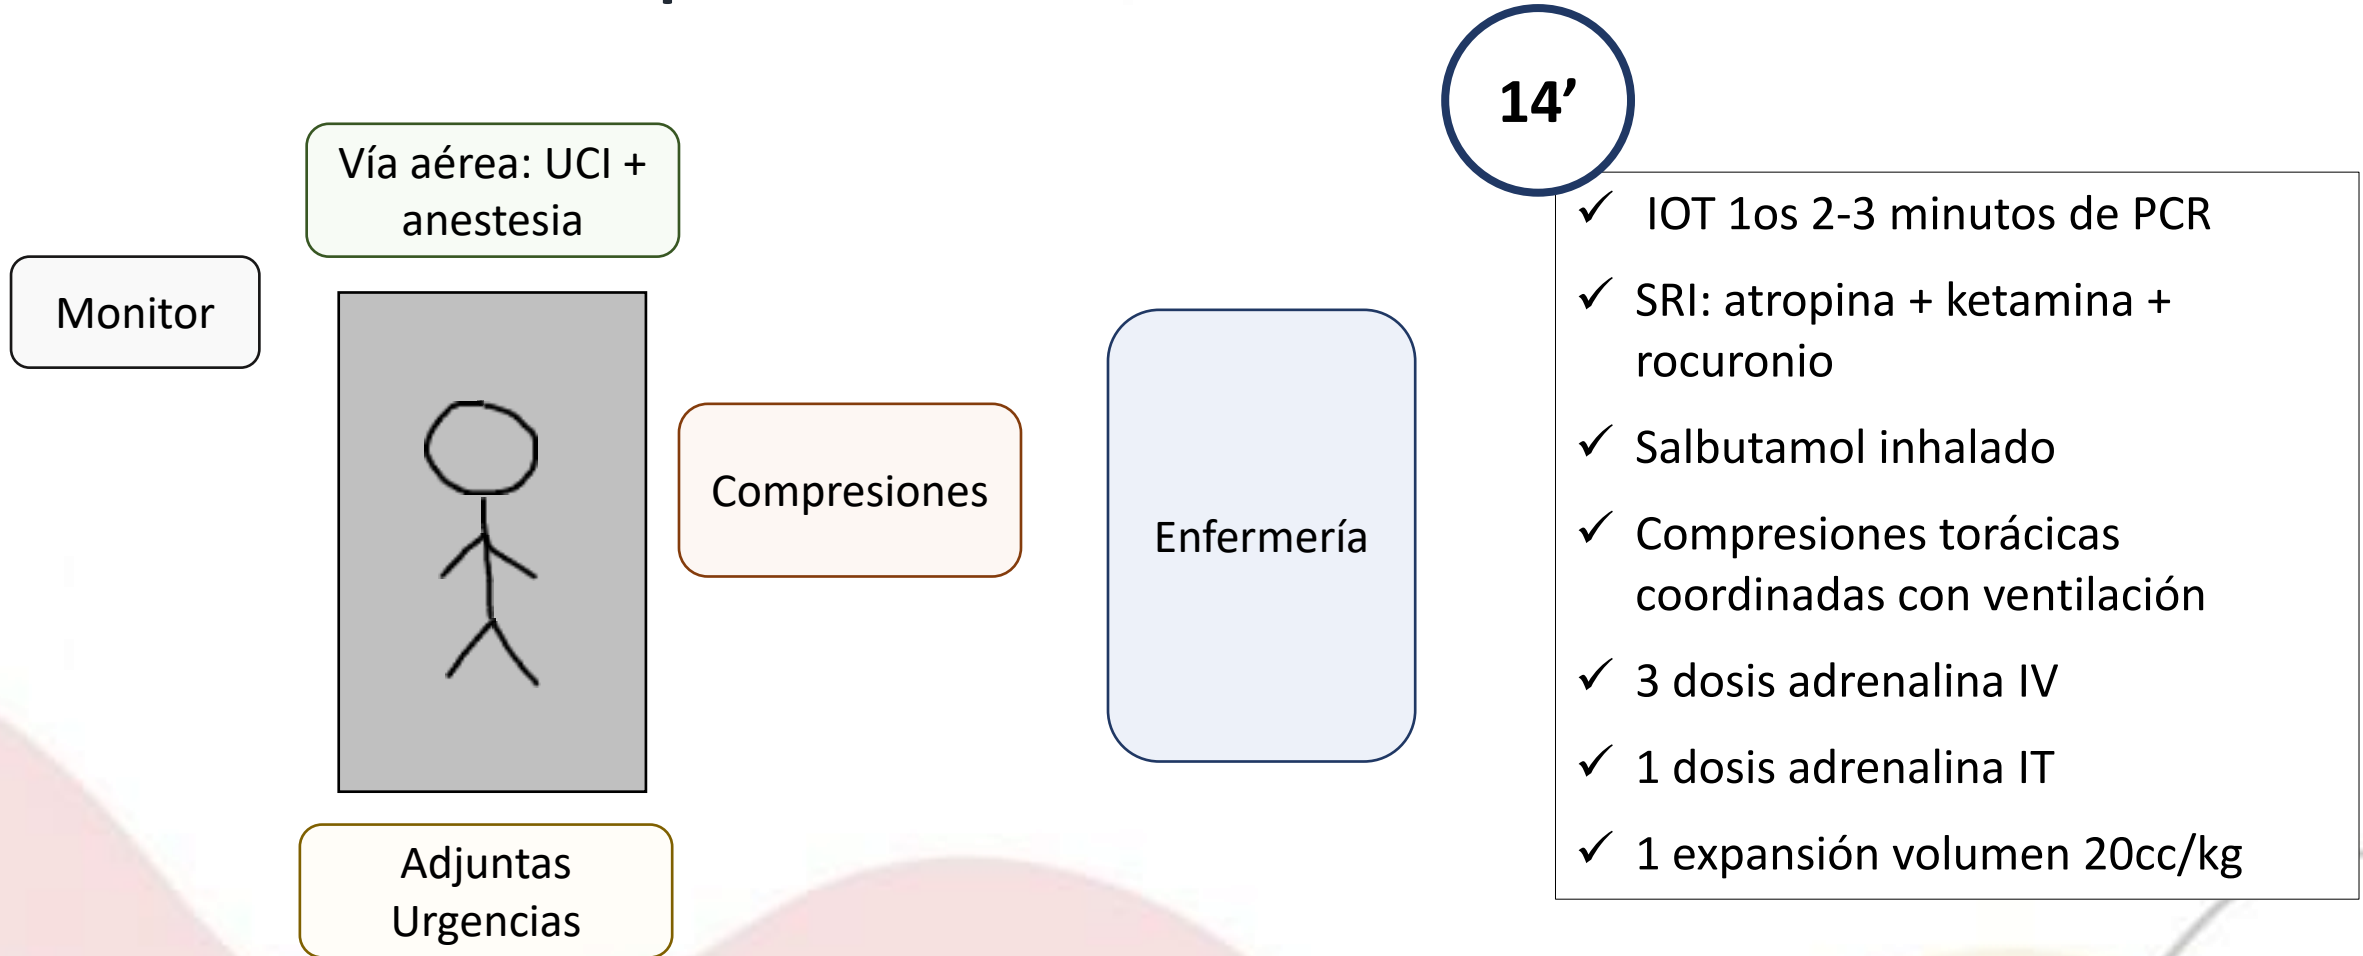 14’
Vía aérea: UCI +
anestesia
Monitor
Compresiones
Enfermería
Adjuntas
Urgencias
✓ IOT 1os 2-3 minutos de PCR
✓ SRI: atropina + ketamina +
rocuronio
✓ Salbutamol inhalado
✓ Compresiones torácicas
coordinadas con ventilación
✓ 3 dosis adrenalina IV
✓ 1 dosis adrenalina IT
✓ 1 expansión volumen 20cc/kg